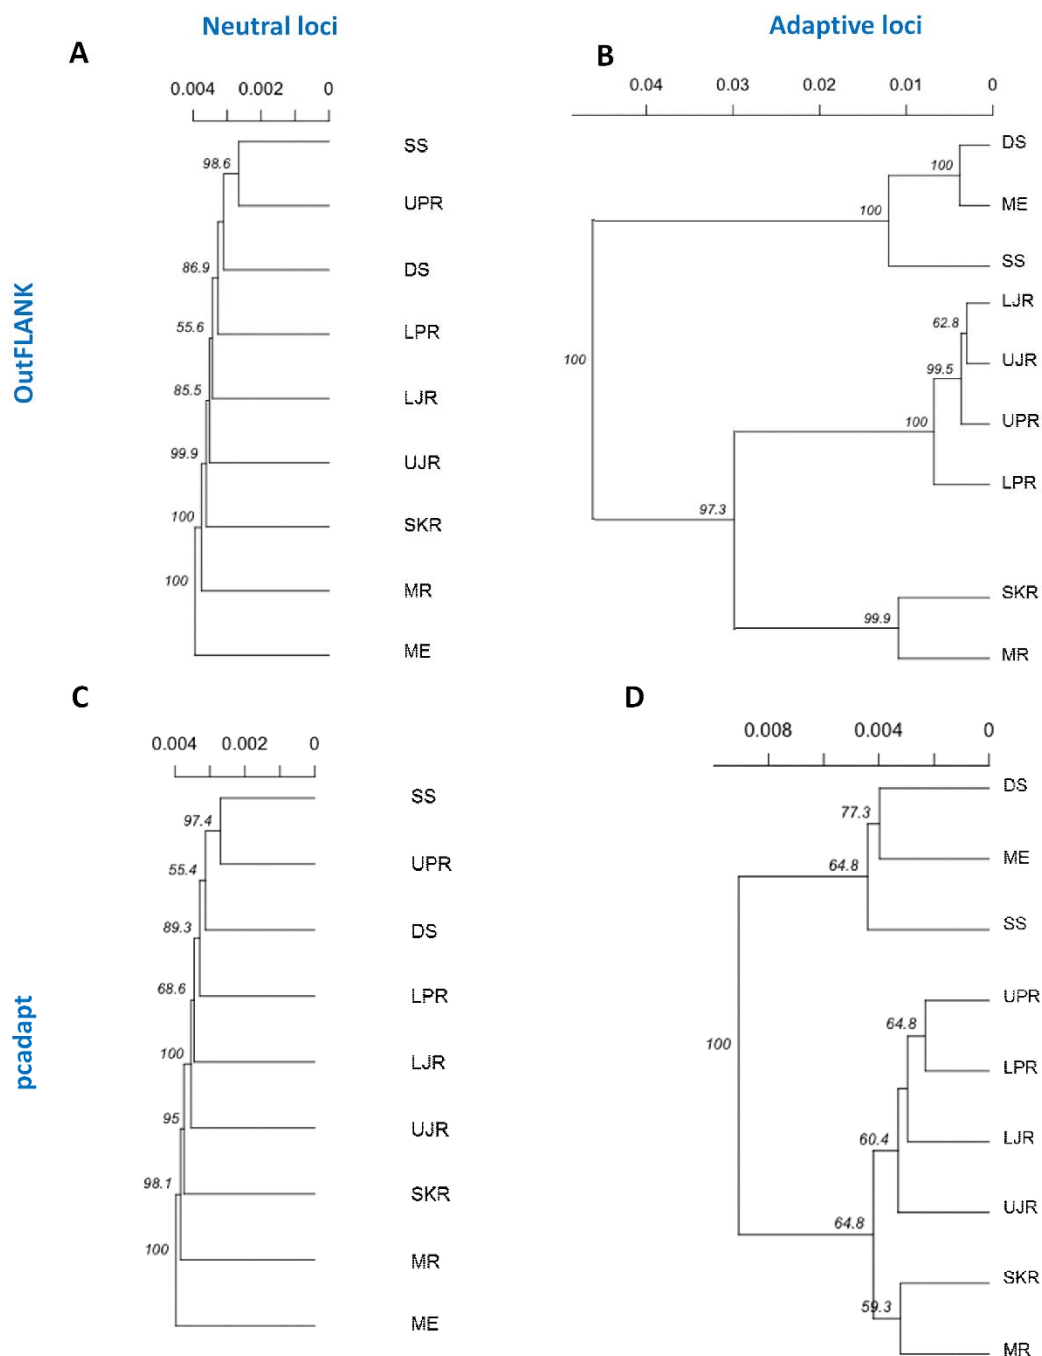 Neutral loci
Adaptive loci
A
B
OutFLANK
0.004 0.002 0
98.6
86.9
55.6
85.5
99.9
100
100
SS
UPR
DS
LPR
LJR
UJR
SKR
MR
ME
0.04 0.03 0.02 0.01 0
100
100
62.8
99.5
100
100
97.3
99.9
DS
ME
SS
LJR
UJR
UPR
LPR
SKR
MR
C
D
pcadapt
0.004 0.002 0
97.4
55.4
89.3
68.6
100
95
98.1
100
SS
UPR
DS
LPR
LJR
UJR
SKR
MR
ME
0.008 0.004 0
77.3
64.8
64.8
100
60.4
64.8
59.3
DS
ME
SS
UPR
LPR
LJR
UJR
SKR
MR